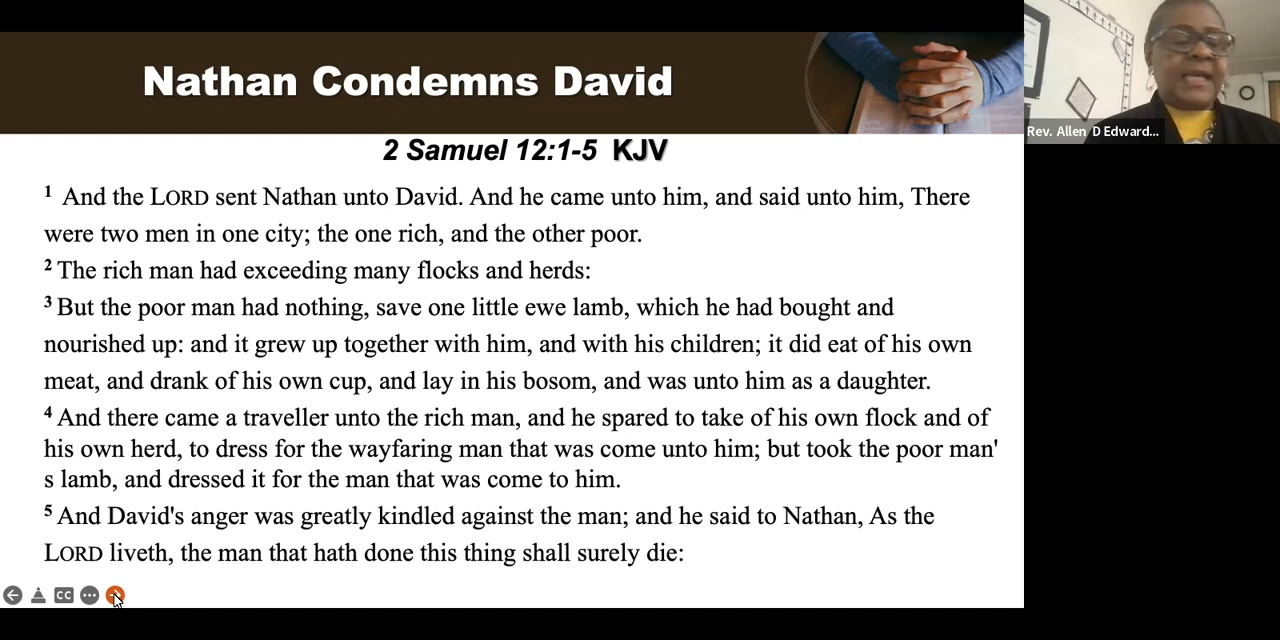 Nathan Condemns David
2 Samuel 12:1-5 KJV
1 And the LORD sent Nathan unto David. And he came unto him, and said unto him, There
were two men in one city; the one rich, and the other poor.
2 The rich man had exceeding many flocks and herds:
3 But the poor man had nothing, save one little ewe lamb, which he had bought and
nourished up: and it grew up together with him, and with his children; it did eat of his own
meat, and drank of his own cup, and lay in his bosom, and was unto him as a daughter.
4 And there came a traveller unto the rich man, and he spared to take of his own flock and of
his own herd, to dress for the wayfaring man that was come unto him; but took the poor man'
s lamb, and dressed it for the man that was come to him.
5 And David's anger was greatly kindled against the man; and he said to Nathan, As the
LORD liveth, the man that hath done this thing shall surely die:
CC
Rev. Allen D Edward...